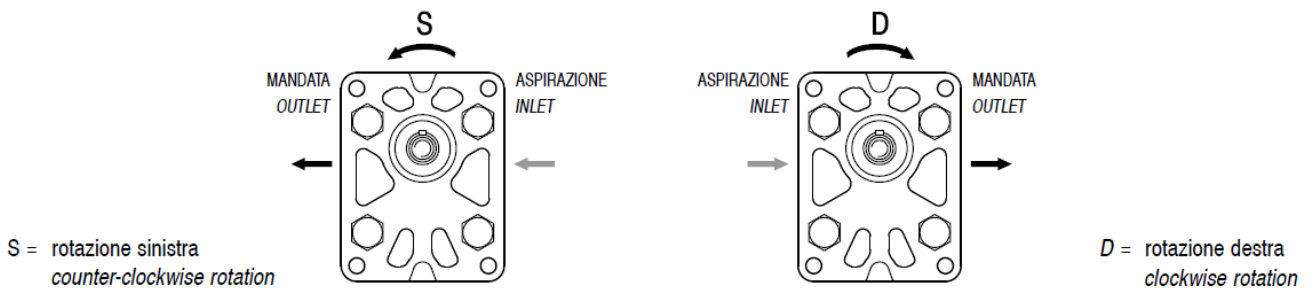 S
D
MANDATA
OUTLET
ASPIRAZIONE
INLET
ASPIRAZIONE
INLET
MANDATA
OUTLET
S = rotazione sinistra
counter-clockwise rotation
D = rotazione destra
clockwise rotation